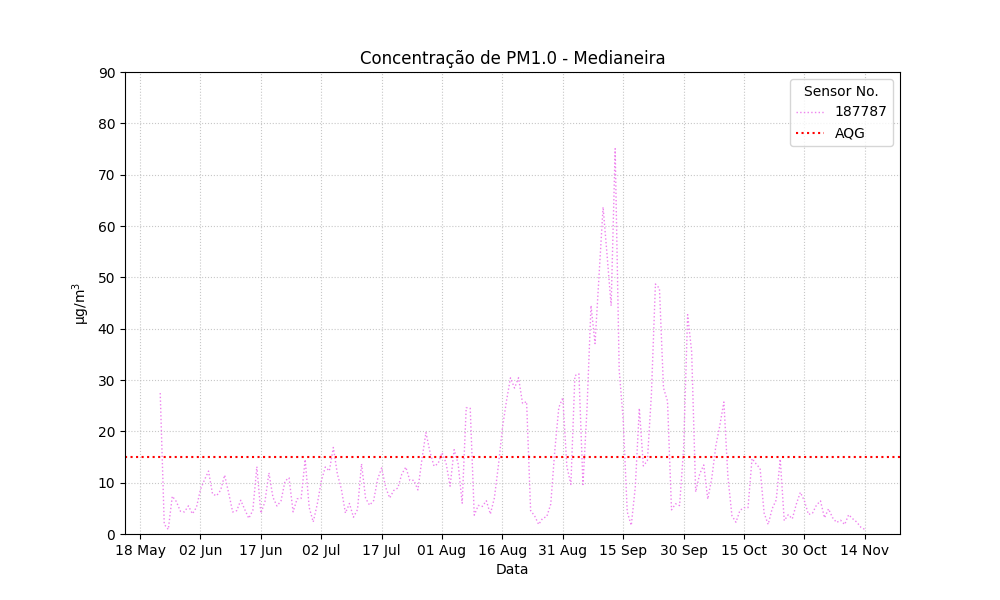 Concentração de PM1.0 - Medianeira
90
80
70
60
50
40
30
20
10
0
µg/m³
Sensor No.
187787
AQG
18 May 02 Jun 17 Jun 02 Jul 17 Jul 01 Aug 16 Aug 31 Aug 15 Sep 30 Sep 15 Oct 30 Oct 14 Nov
Data